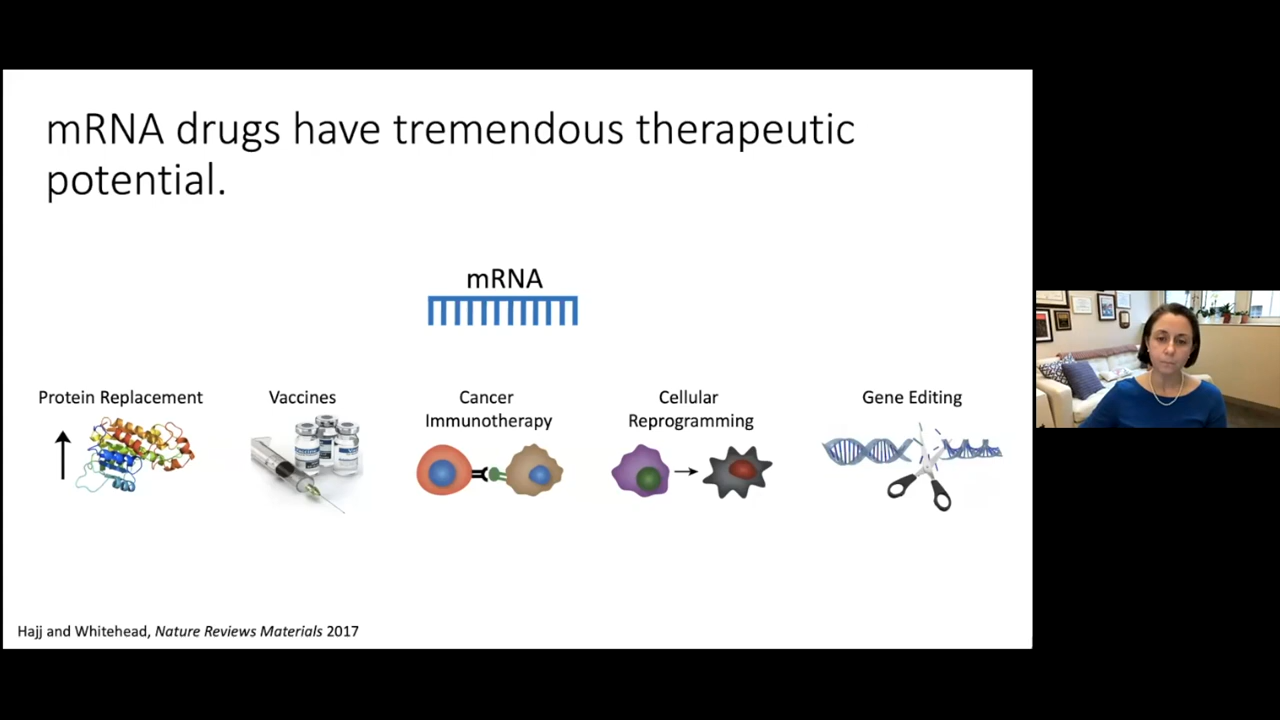 mRNA drugs have tremendous therapeutic
potential.
mRNA
Protein Replacement
Vaccines
Cancer
Immunotherapy
Cellular
Reprogramming
Gene Editing
Hajj and Whitehead, Nature Reviews Materials 2017